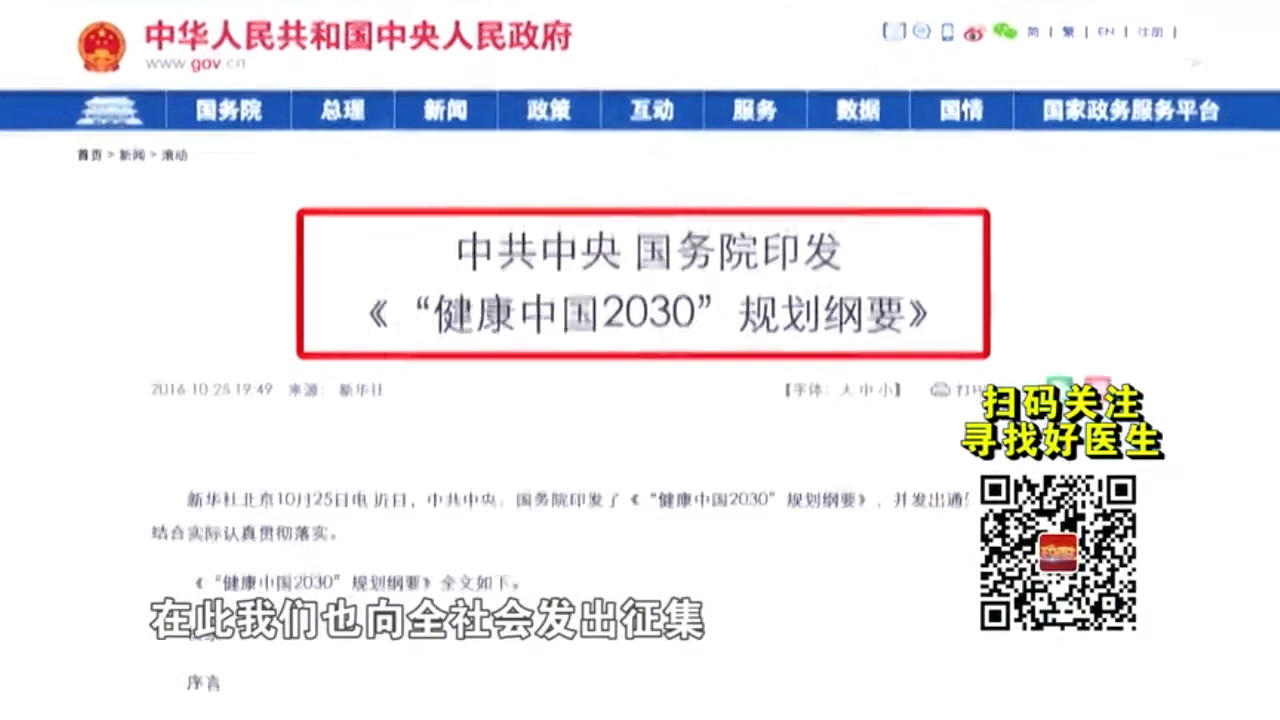 中华人民共和国中央人民政府
www.gov.cn
简 | 繁 | EN | 注册 |
国务院 总理 新闻 政策 互动 服务 数据 国情 国家政务服务平台
首页 > 新闻 > 滚动
中共中央 国务院印发
《“健康中国2030”规划纲要》
2016-10-25 19:49 来源： 新华社
【字体：大 中 小】 打印
扫码关注
寻找好医生
新华社北京10月25日电 近日，中共中央、国务院印发了《“健康中国2030”规划纲要》，并发出通
结合实际认真贯彻落实。
《“健康中国2030”规划纲要》全文如下。
在此我们也向全社会发出征集
序言